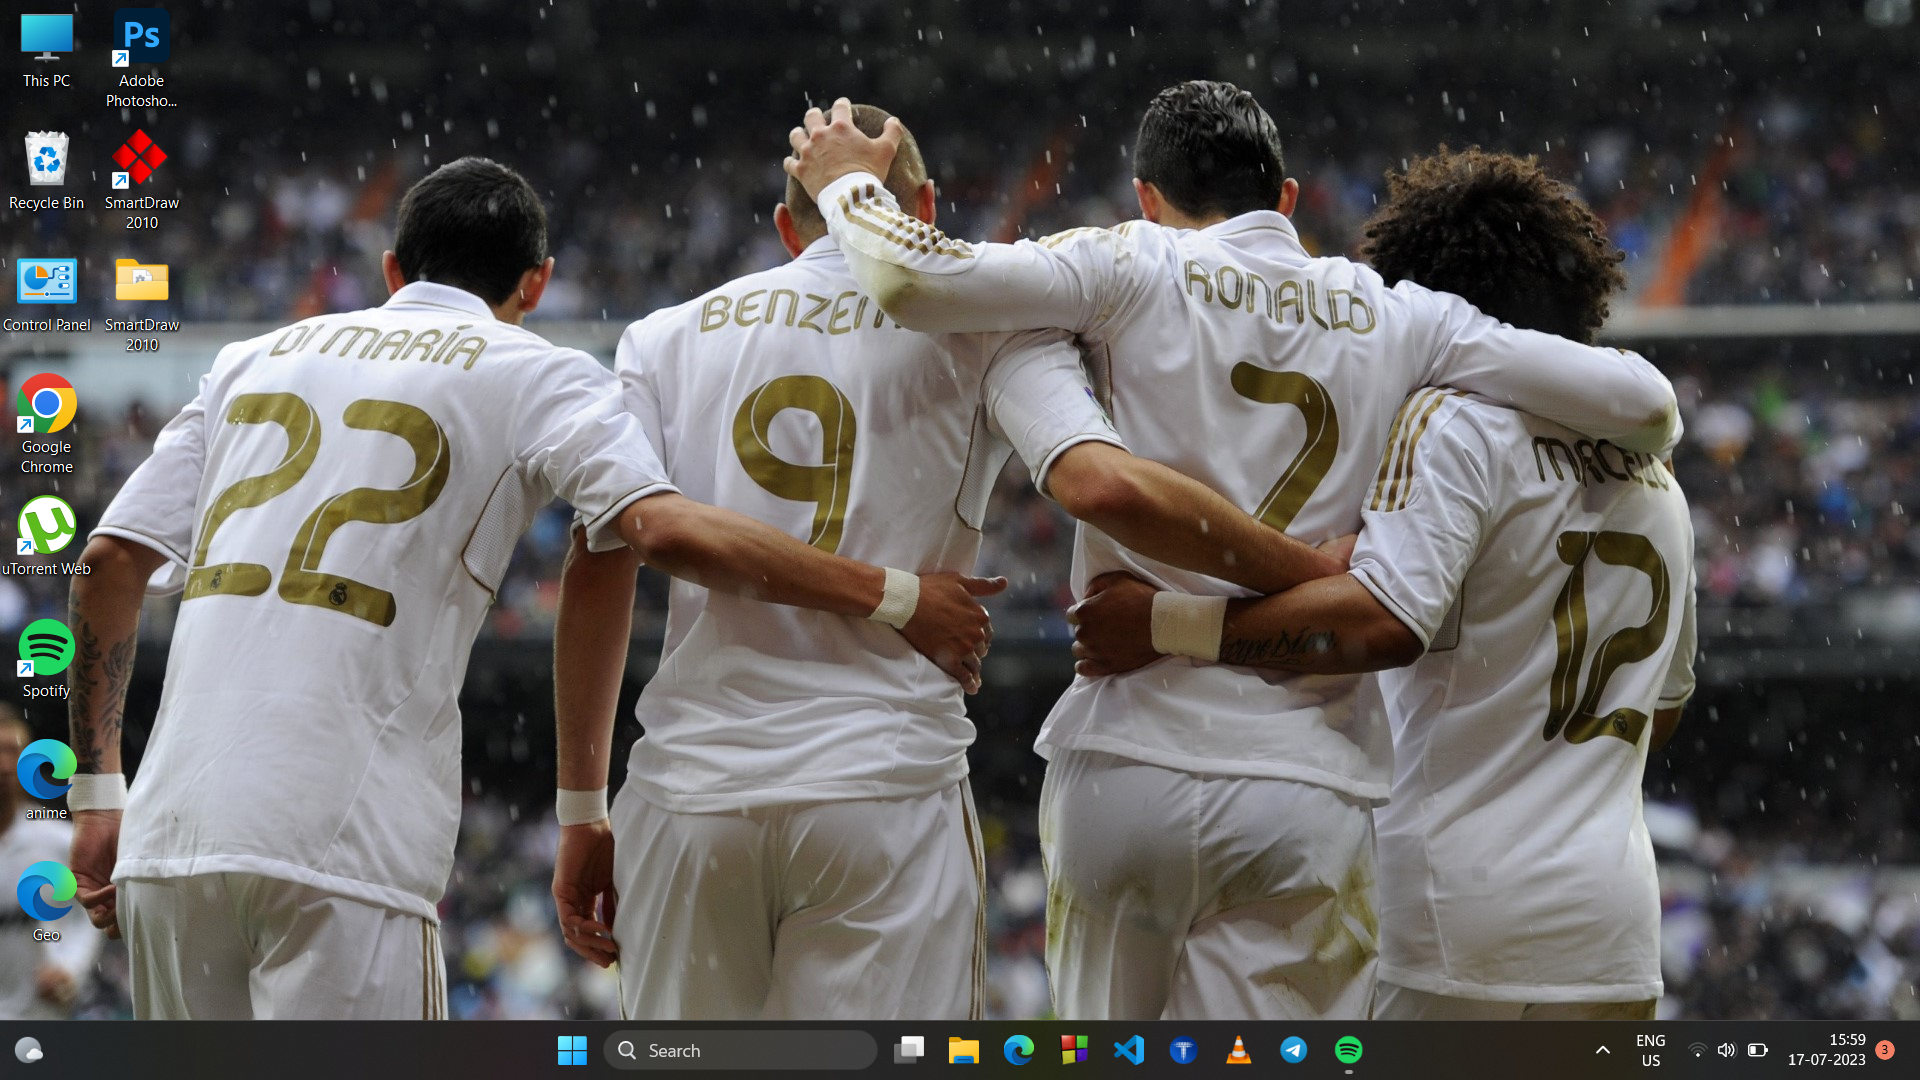 This PC
Ps
Adobe
Photosho...
Recycle Bin
SmartDraw
2010
Control Panel
SmartDraw
2010
Google
Chrome
uTorrent Web
Spotify
anime
Geo
DI MARÍA
22
9
RONALDO
7
MARCELO
12
Search
ENG
US
15:59
17-07-2023
3